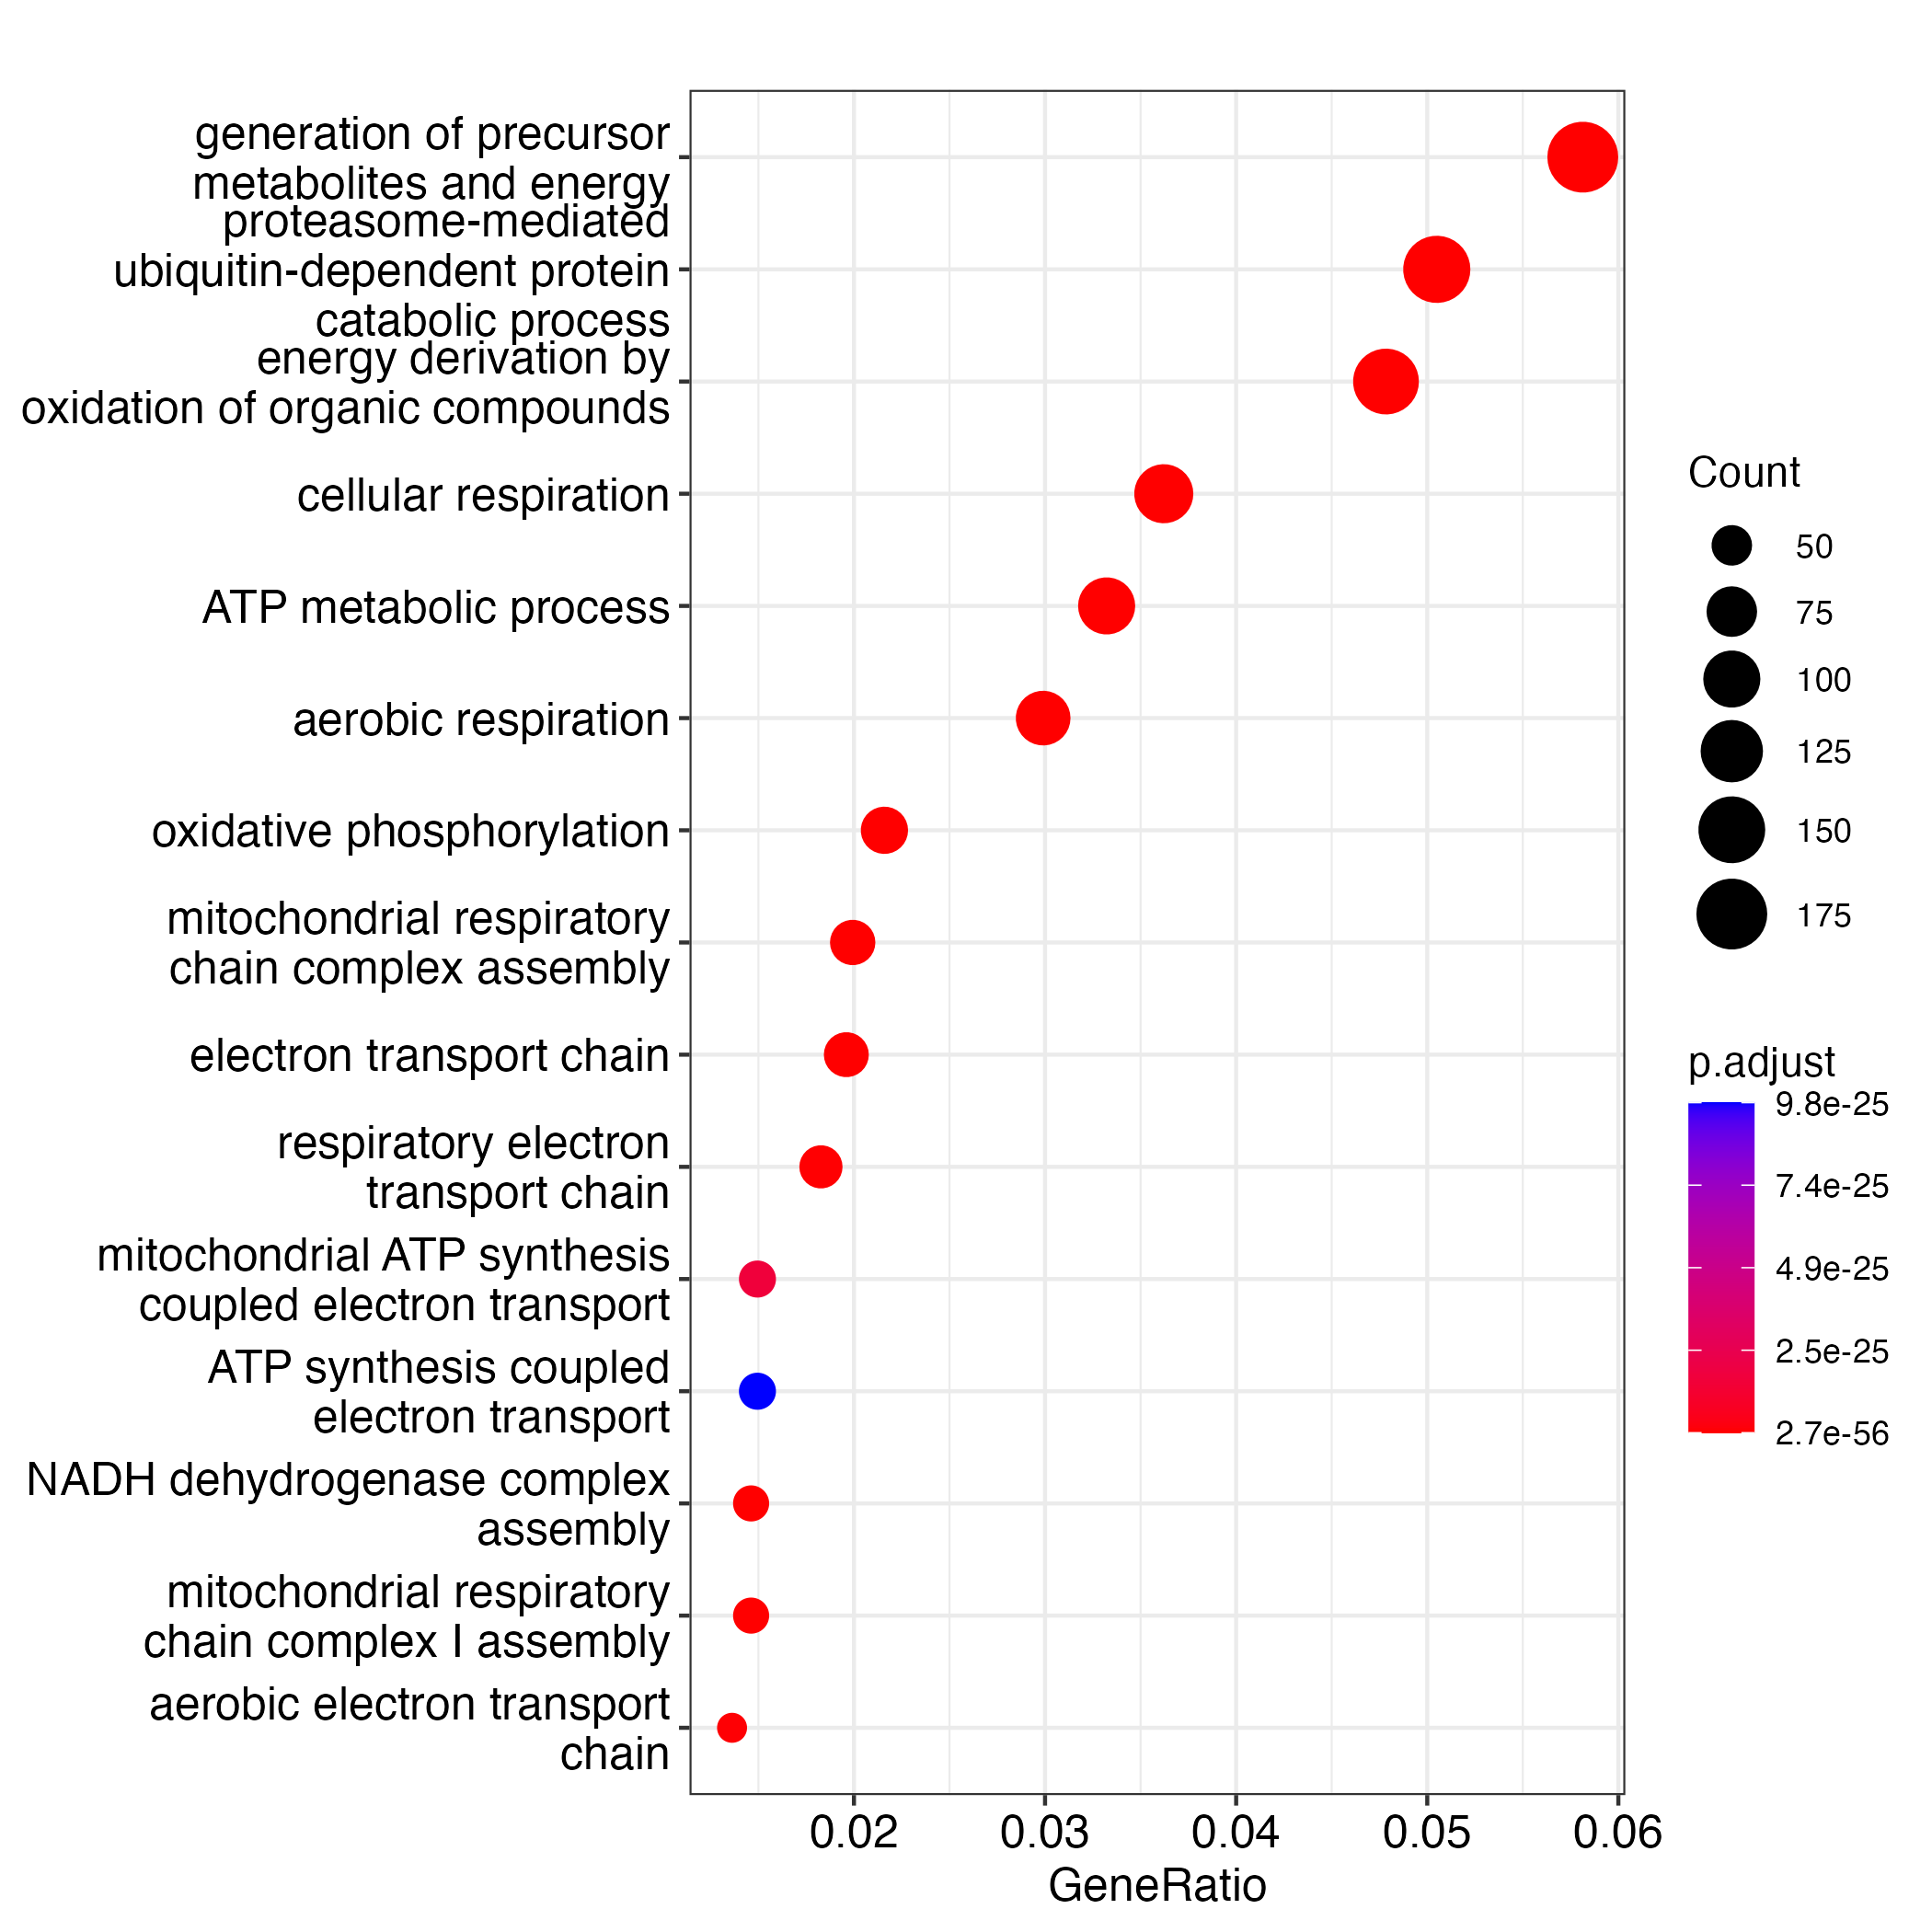 generation of precursor
metabolites and energy
proteasome-mediated
ubiquitin-dependent protein
catabolic process
energy derivation by
oxidation of organic compounds
cellular respiration
ATP metabolic process
aerobic respiration
oxidative phosphorylation
mitochondrial respiratory
chain complex assembly
electron transport chain
respiratory electron
transport chain
mitochondrial ATP synthesis
coupled electron transport
ATP synthesis coupled
electron transport
NADH dehydrogenase complex
assembly
mitochondrial respiratory
chain complex I assembly
aerobic electron transport
chain
0.02 0.03 0.04 0.05 0.06
GeneRatio
Count
50
75
100
125
150
175
p.adjust
9.8e-25
7.4e-25
4.9e-25
2.5e-25
2.7e-56